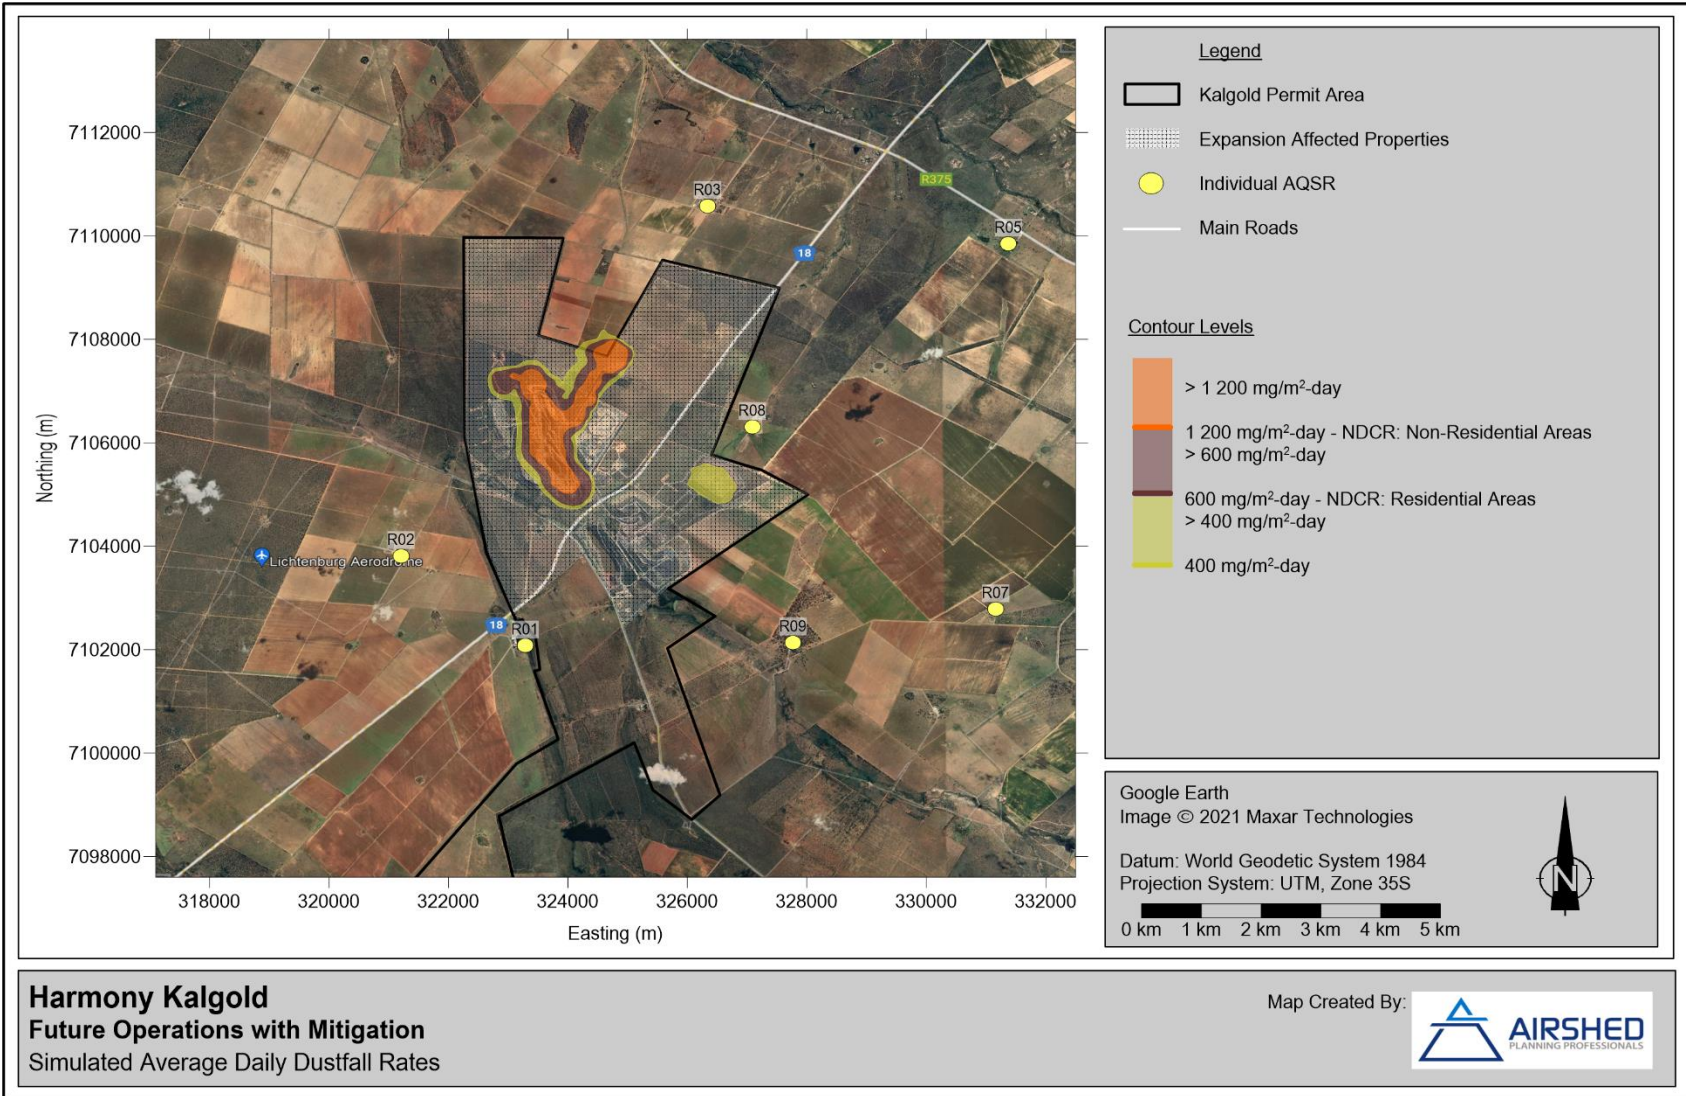 7112000
7110000
7108000
7106000
7104000
7102000
7100000
7098000
Northing (m)
318000
320000
322000
324000
326000
328000
330000
332000
Easting (m)
R03
R375
R05
18
R08
R02
Lichtenburg Aerodrome
R07
18
R01
R09
Legend
Kalgold Permit Area
Expansion Affected Properties
Individual AQSR
Main Roads
Contour Levels
> 1 200 mg/m²-day
1 200 mg/m²-day - NDCR: Non-Residential Areas
> 600 mg/m²-day
600 mg/m²-day - NDCR: Residential Areas
> 400 mg/m²-day
400 mg/m²-day
Google Earth
Image © 2021 Maxar Technologies
Datum: World Geodetic System 1984
Projection System: UTM, Zone 35S
0 km 1 km 2 km 3 km 4 km 5 km
N
Harmony Kalgold
Future Operations with Mitigation
Simulated Average Daily Dustfall Rates
Map Created By:
AIRSHED
PLANNING PROFESSIONALS